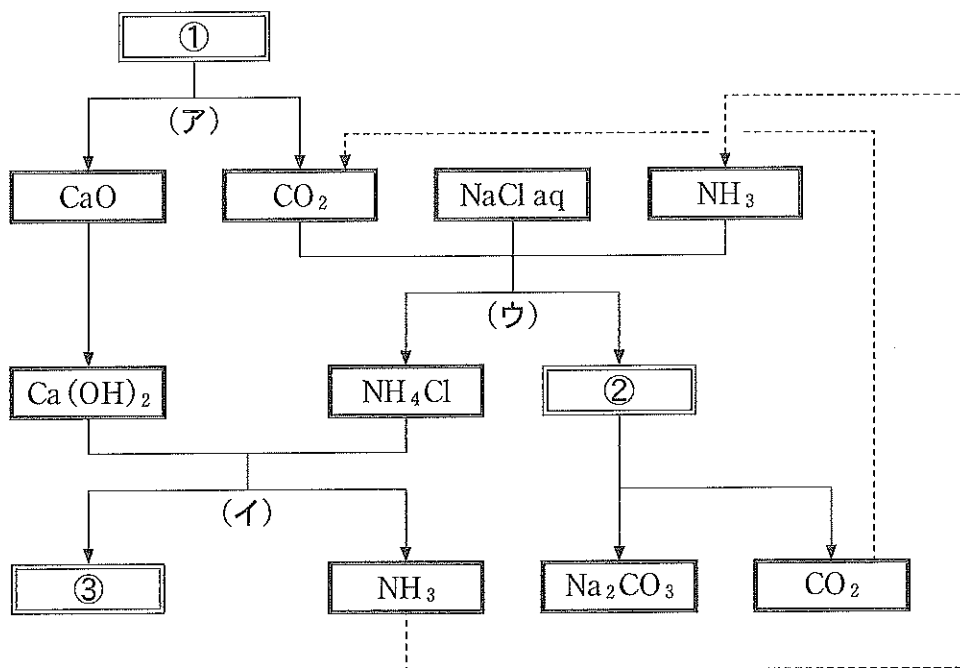 ①
(ア)
CaO
CO₂
NaCl aq
NH₃
(ウ)
Ca(OH)₂
NH₄Cl
②
(イ)
③
NH₃
Na₂CO₃
CO₂